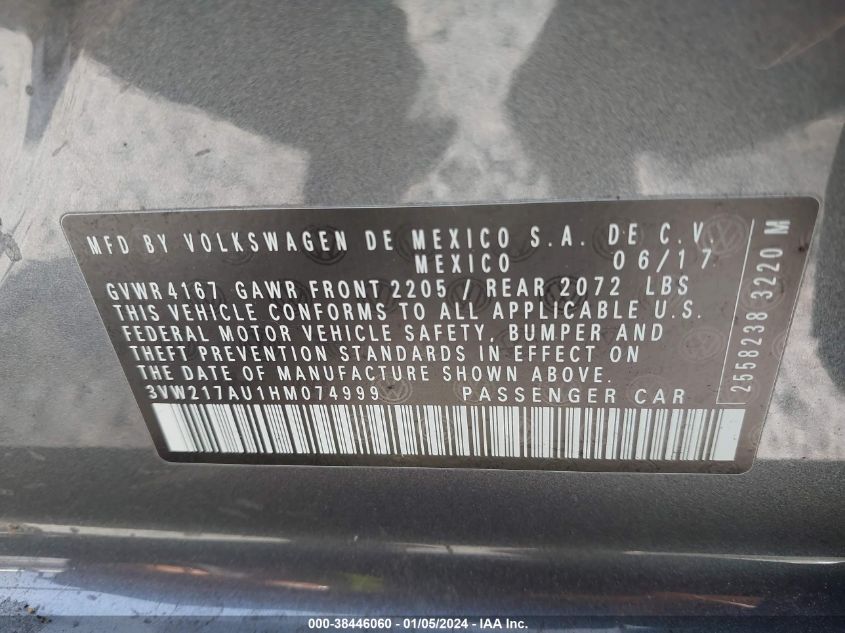 MFD BY VOLKSWAGEN DE MEXICO S.A. DE C.V.
MEXICO 06/17
GVWR 4167 GAWR FRONT 2205 / REAR 2072 LBS
THIS VEHICLE CONFORMS TO ALL APPLICABLE U.S.
FEDERAL MOTOR VEHICLE SAFETY, BUMPER AND
THEFT PREVENTION STANDARDS IN EFFECT ON
THE DATE OF MANUFACTURE SHOWN ABOVE.
3VW217AU1HM074999 PASSENGER CAR
2558238 3220 M
000-38446060 - 01/05/2024 - IAA Inc.